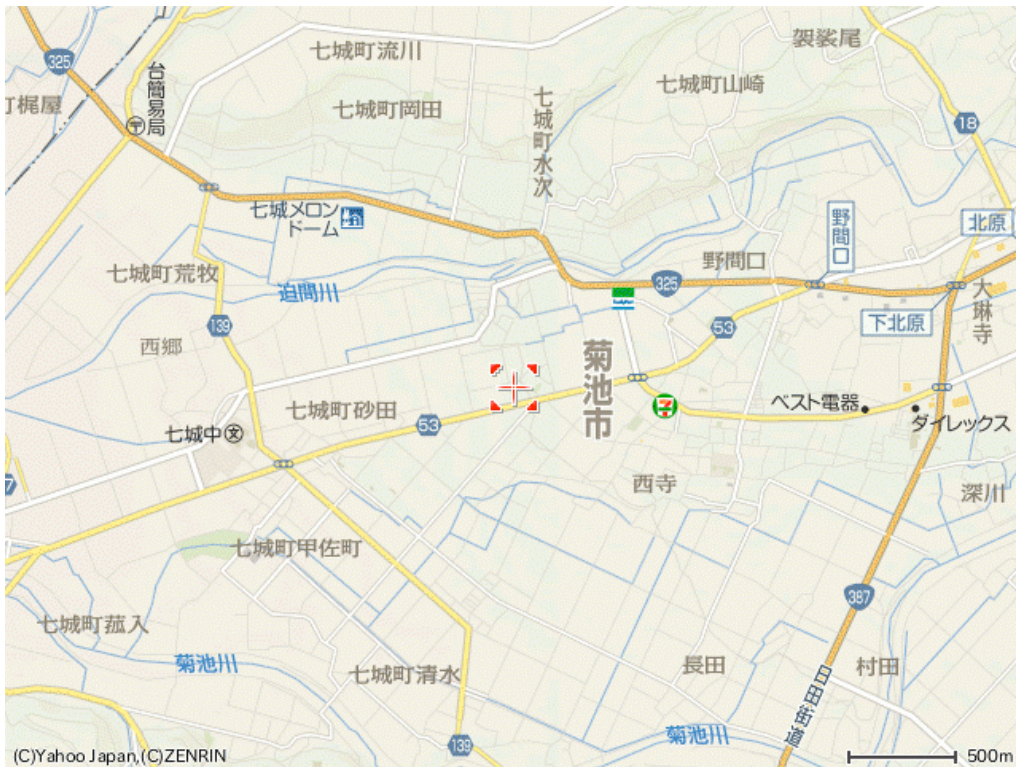 七城町流川
袈裟尾
325
台簡易局
七城町山崎
町梶屋
七城町岡田
七城町水次
18
七城メロン
ドーム
野間口
北原
野間口
七城町荒牧
迫間川
325
大琳寺
下北原
139
53
西郷
菊池市
七城町砂田
ベスト電器
53
ダイレックス
七城中
文
7
西寺
深川
七城町甲佐町
387
七城町菰入
菊池川
七城町清水
長田
村田
日田街道
菊池川
139
(C)Yahoo Japan,(C)ZENRIN
500m